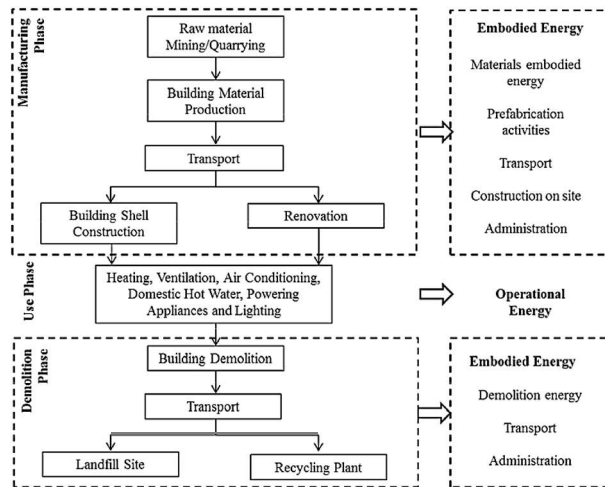 Manufacturing
Phase
Raw material
Mining/Quarrying
Building Material
Production
Transport
Building Shell
Construction
Renovation
Embodied Energy
Materials embodied
energy
Prefabrication
activities
Transport
Construction on site
Administration
Use Phase
Heating, Ventilation, Air Conditioning,
Domestic Hot Water, Powering
Appliances and Lighting
Operational
Energy
Demolition
Phase
Building Demolition
Transport
Landfill Site
Recycling Plant
Embodied Energy
Demolition energy
Transport
Administration